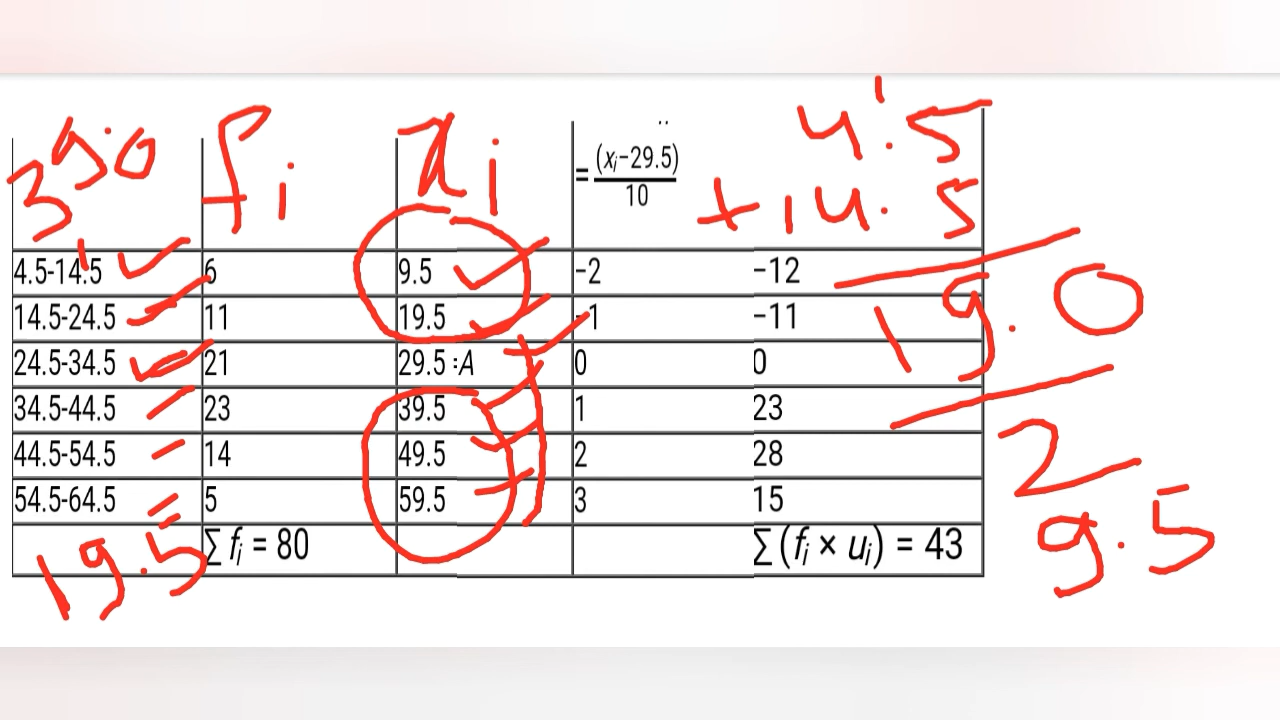 39.0 fi xi = (xᵢ−29.5)/10 4.5
+14.5
4.5-14.5 6 9.5 −2 −12
14.5-24.5 11 19.5 −1 −11 19.0
24.5-34.5 21 29.5 :A 0 0
34.5-44.5 23 39.5 1 23
44.5-54.5 14 49.5 2 28 2
54.5-64.5 5 59.5 3 15
19.5 ∑ fᵢ = 80 ∑ (fᵢ × uᵢ) = 43 9.5